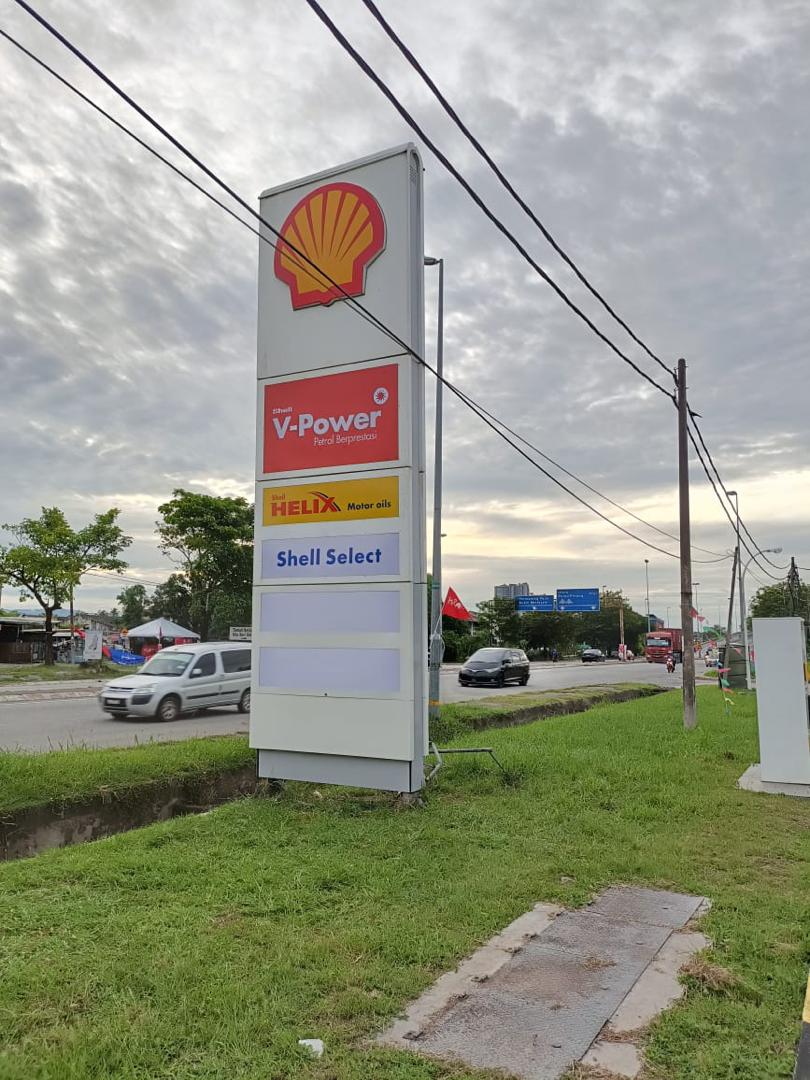 Shell
V-Power
Petrol Berprestasi
Shell
HELIX
Motor oils
Shell Select